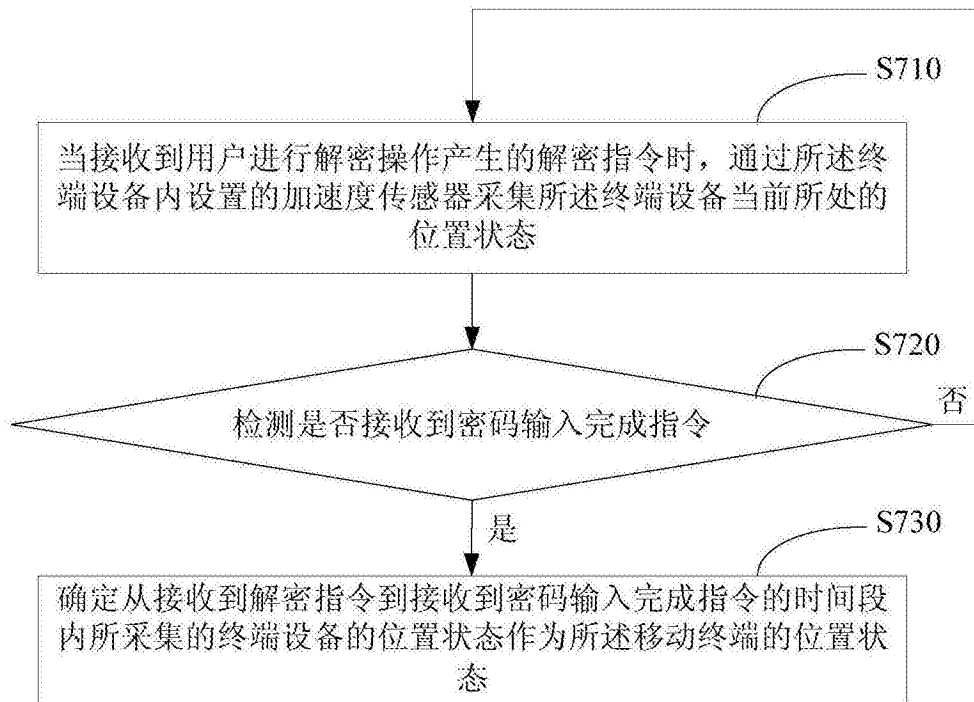 S710
当接收到用户进行解密操作产生的解密指令时，通过所述终
端设备内设置的加速度传感器采集所述终端设备当前所处的
位置状态
S720
否
检测是否接收到密码输入完成指令
是
S730
确定从接收到解密指令到接收到密码输入完成指令的时间段
内所采集的终端设备的位置状态作为所述移动终端的位置状
态